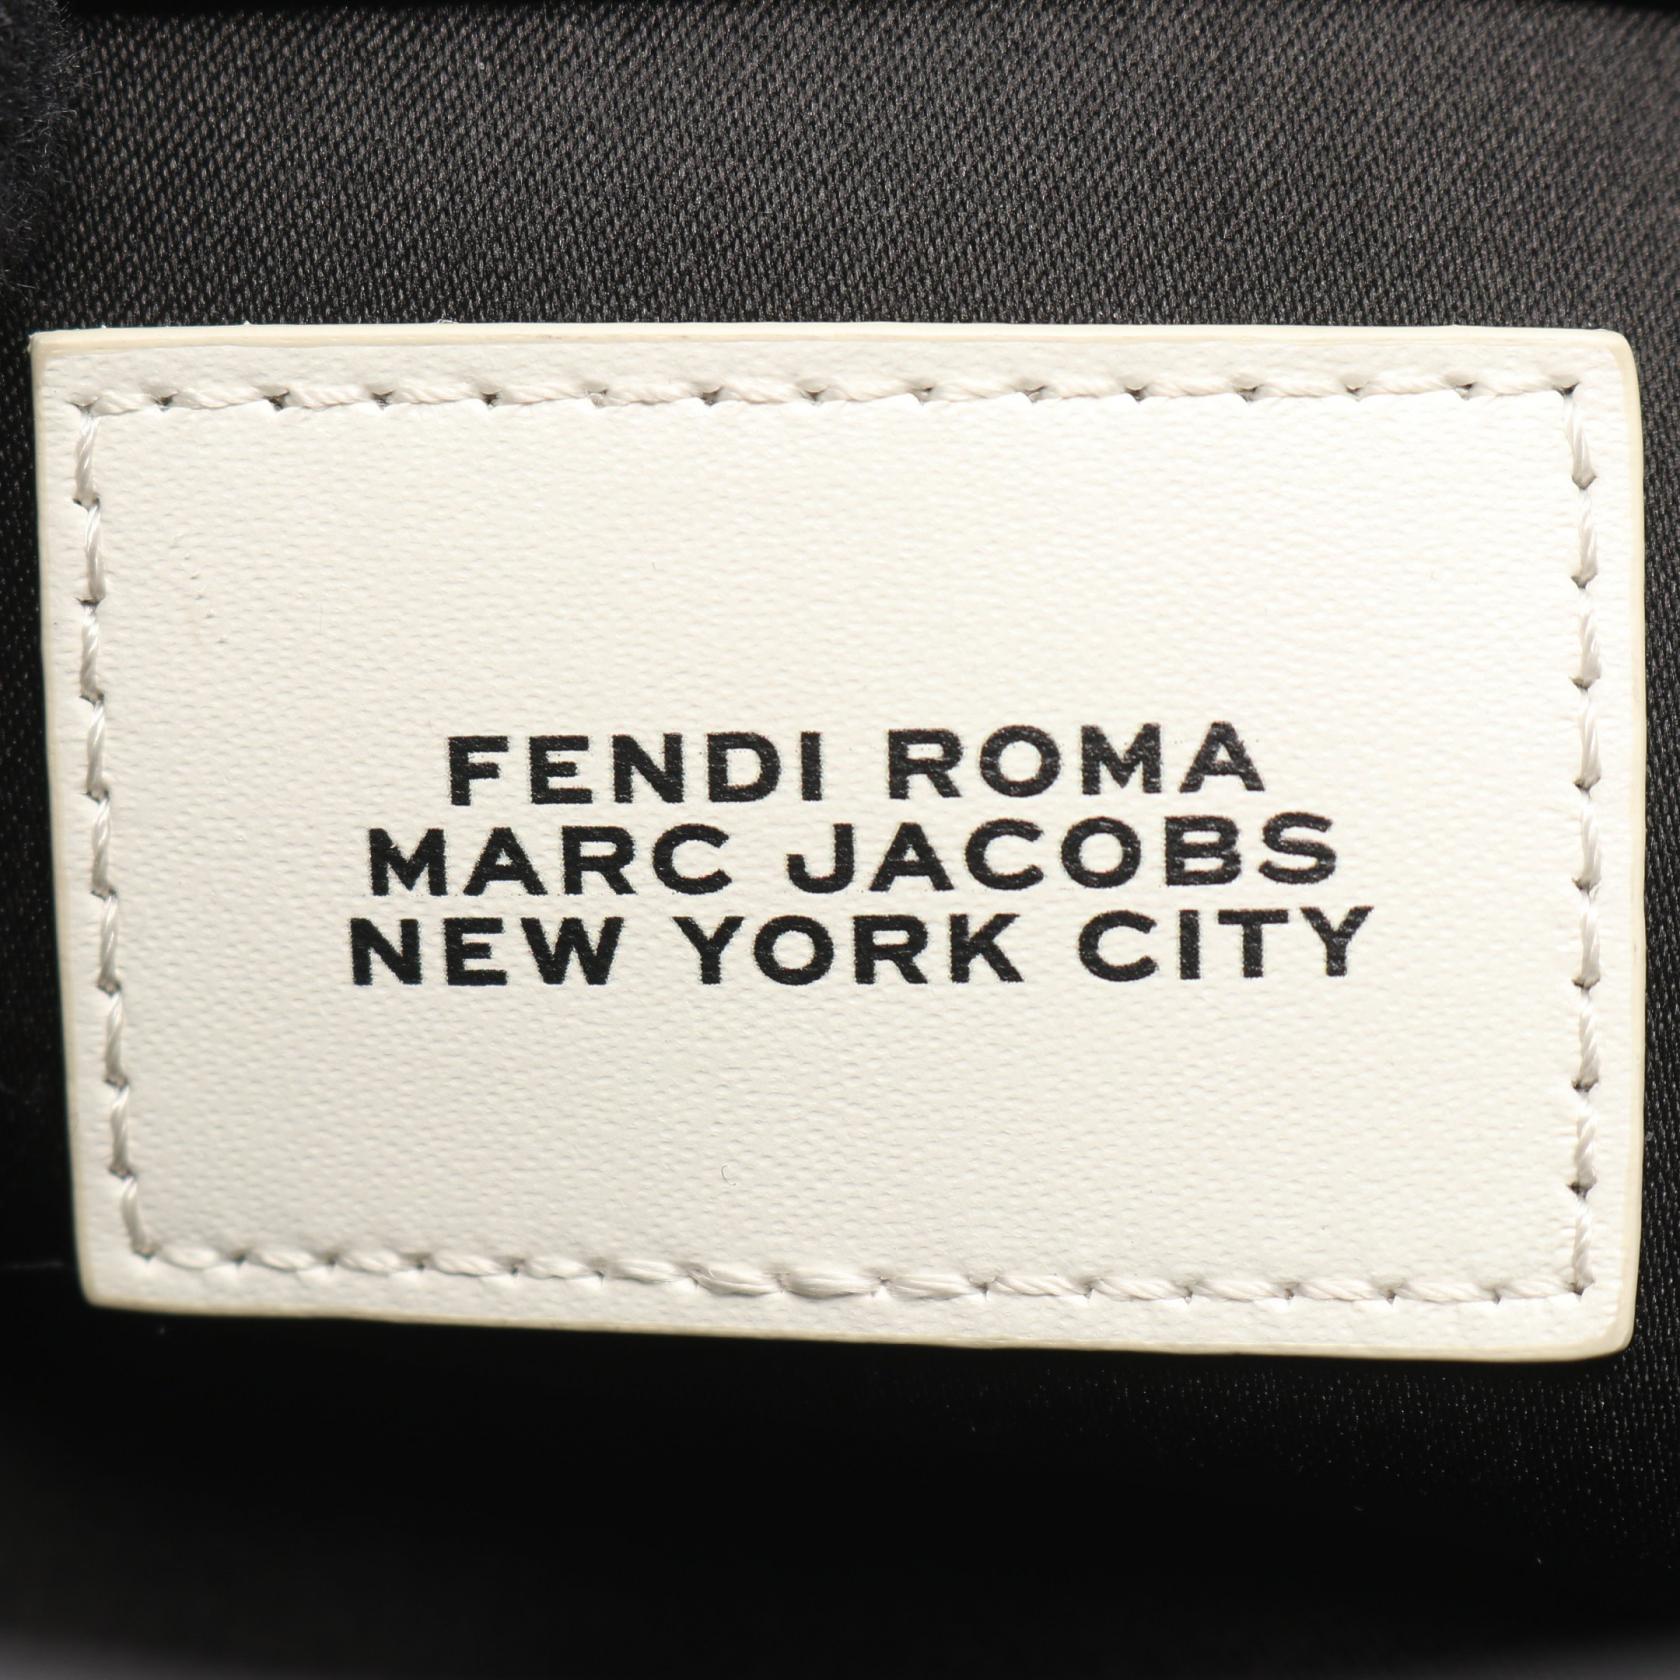 FENDI ROMA
MARC JACOBS
NEW YORK CITY